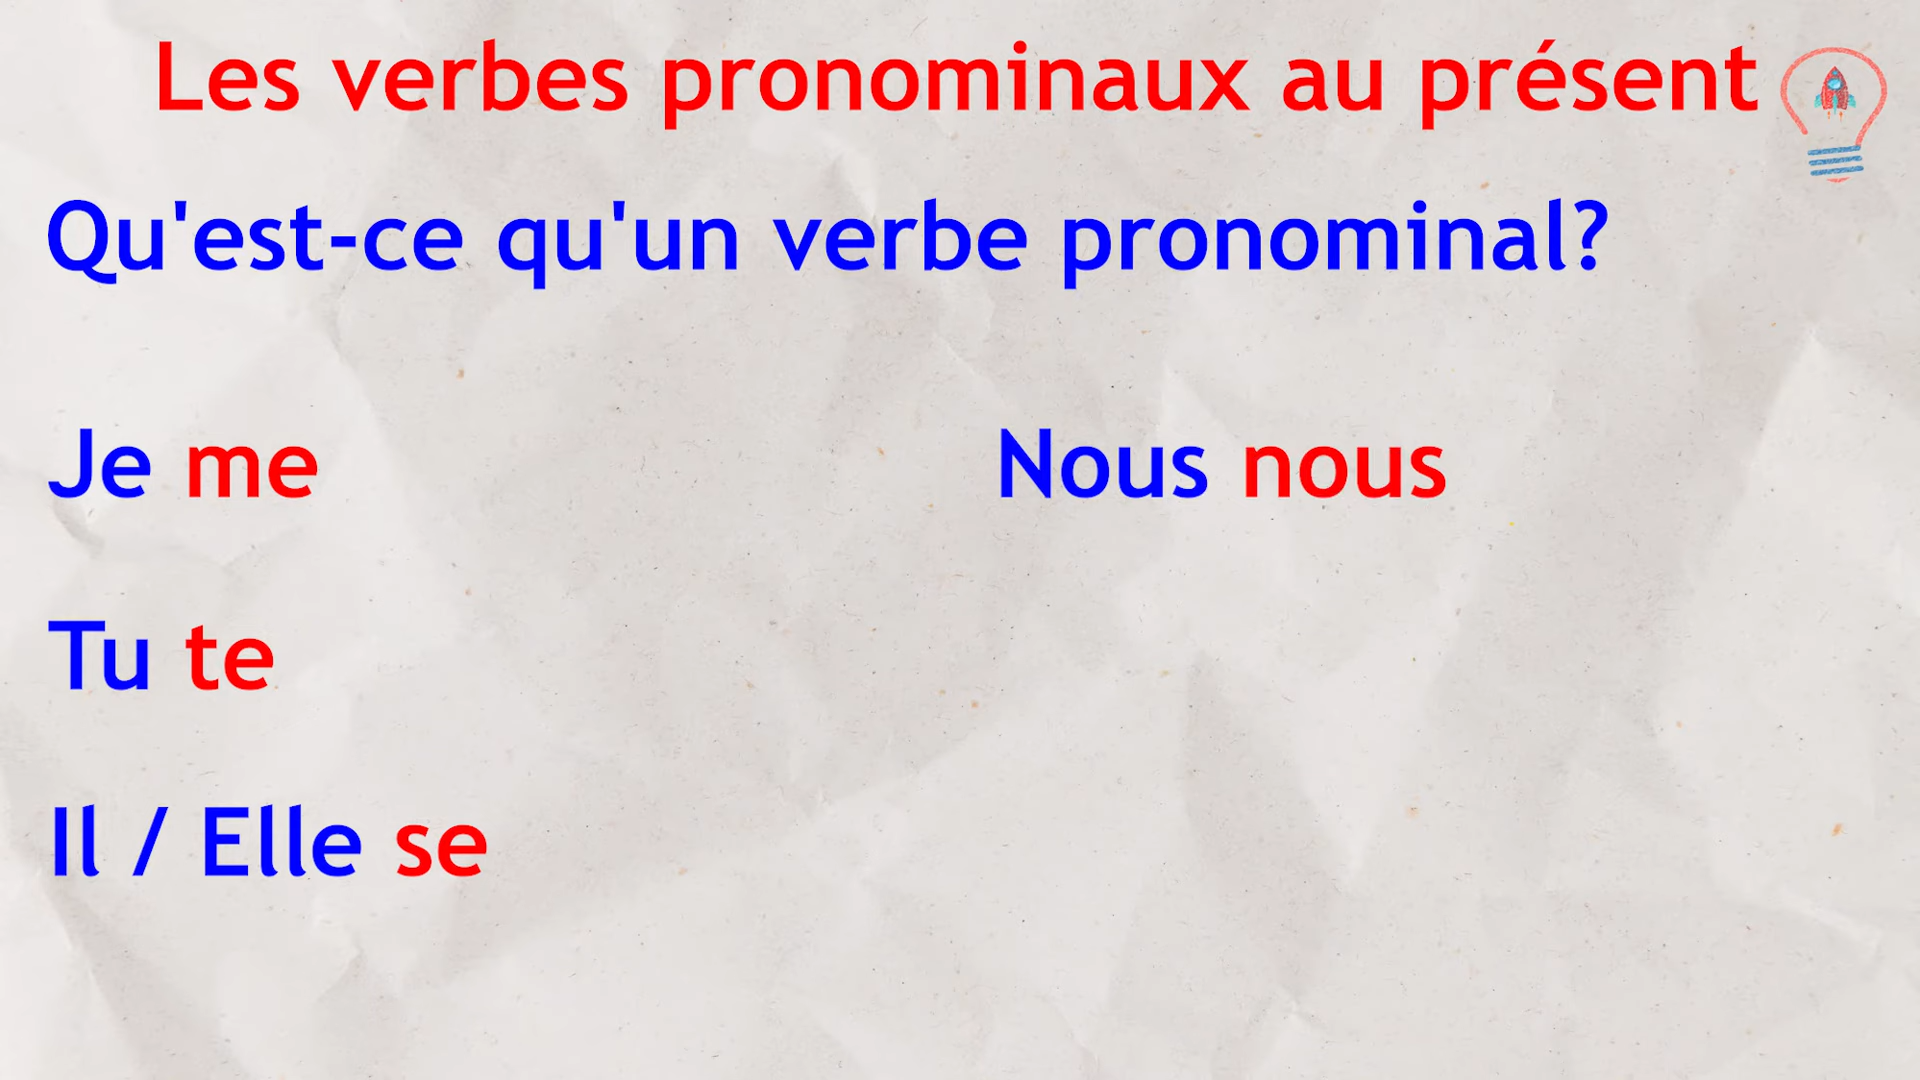 Les verbes pronominaux au présent
Qu'est-ce qu'un verbe pronominal?
Je me
Tu te
Il / Elle se
Nous nous